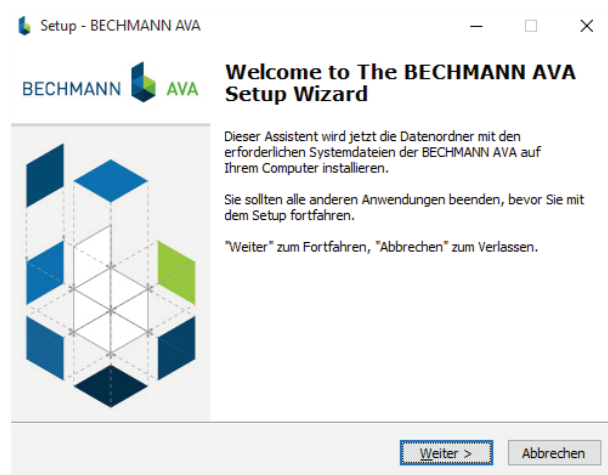 Setup - BECHMANN AVA
BECHMANN AVA
Welcome to The BECHMANN AVA
Setup Wizard
Dieser Assistent wird jetzt die Datenordner mit den
erforderlichen Systemdateien der BECHMANN AVA auf
Ihrem Computer installieren.
Sie sollten alle anderen Anwendungen beenden, bevor Sie mit
dem Setup fortfahren.
"Weiter" zum Fortfahren, "Abbrechen" zum Verlassen.
Weiter >
Abbrechen